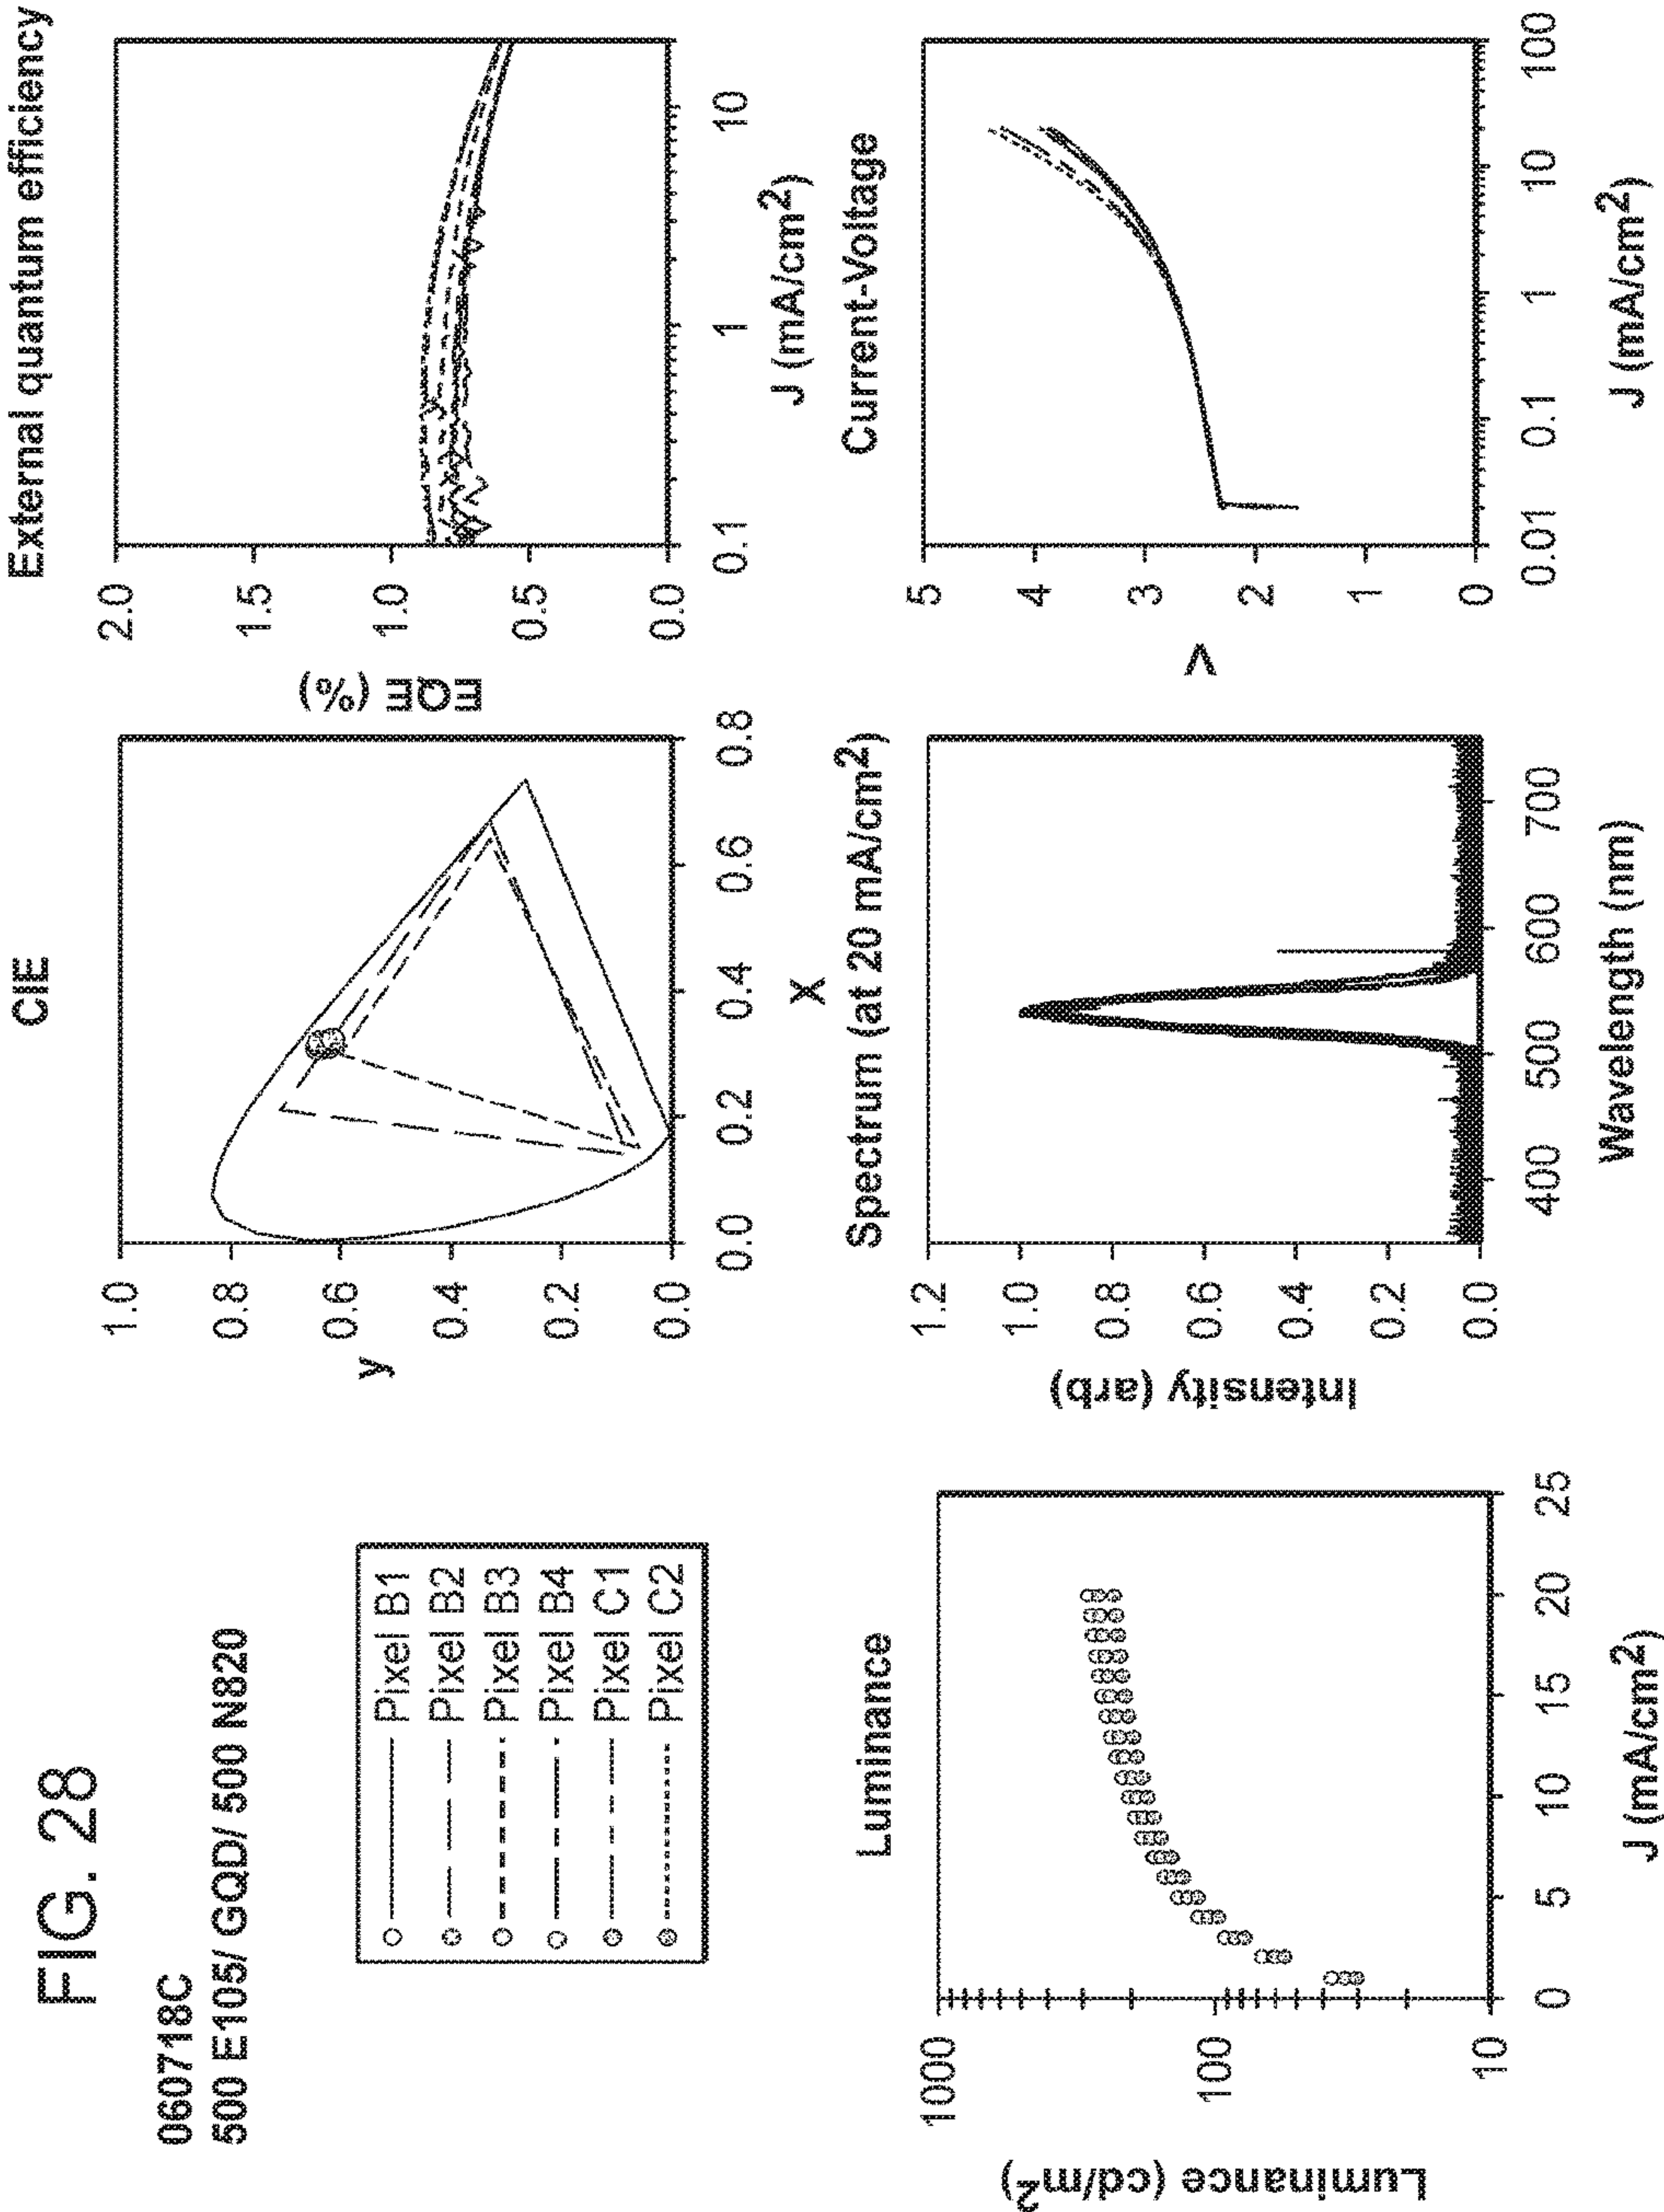 FIG. 28
060718C
500 E105/ GQD/ 500 N820
Pixel B1
Pixel B2
Pixel B3
Pixel B4
Pixel C1
Pixel C2
CIE
y
1.0
0.8
0.6
0.4
0.2
0.0
0.0
0.2
0.4
0.6
0.8
X
External quantum efficiency
EQE (%)
2.0
1.5
1.0
0.5
0.0
0.1
1
10
J (mA/cm²)
Luminance
Luminance (cd/m²)
1000
100
10
0
5
10
15
20
25
J (mA/cm²)
Spectrum (at 20 mA/cm²)
Intensity (arb)
1.2
1.0
0.8
0.6
0.4
0.2
0.0
400
500
600
700
Wavelength (nm)
Current-Voltage
V
5
4
3
2
1
0
0.01
0.1
1
10
100
J (mA/cm²)